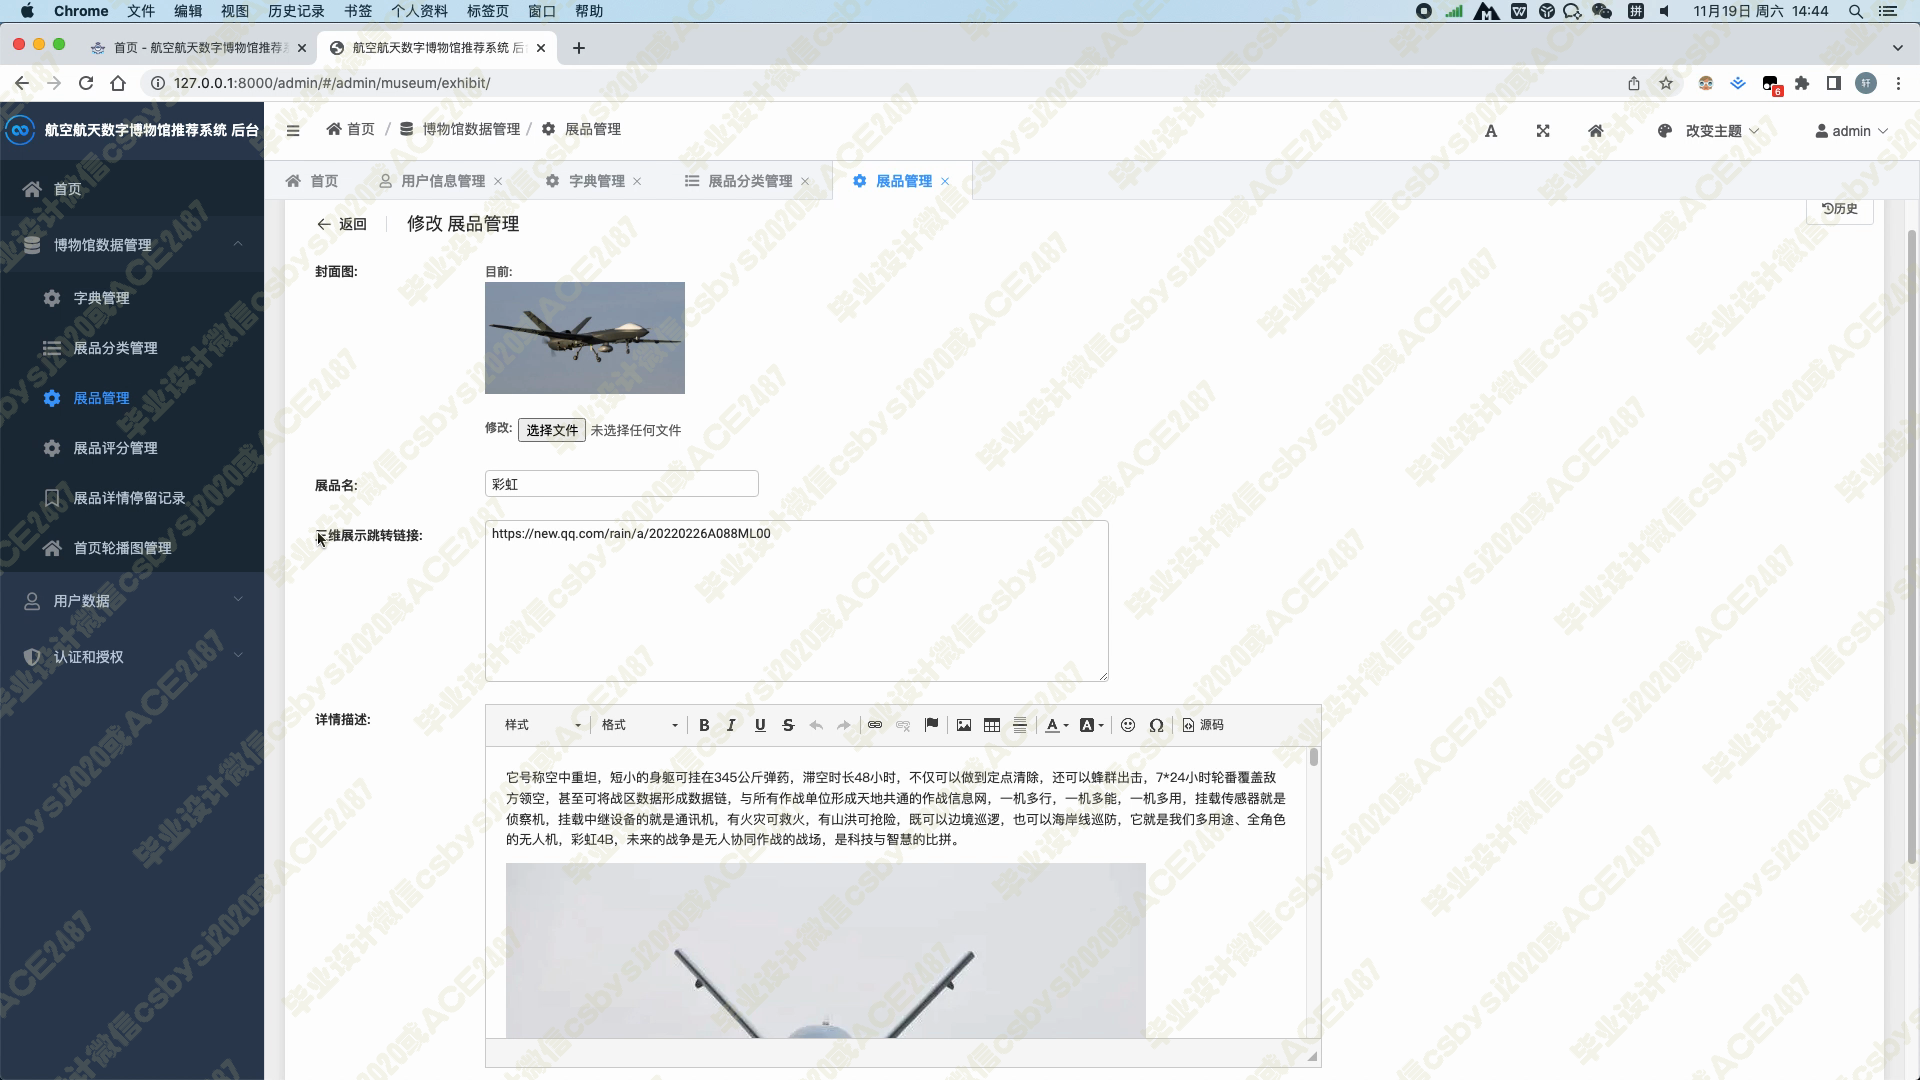 Chrome 文件 编辑 视图 历史记录 书签 个人资料 标签页 窗口 帮助
11月19日 周六 14:44
首页 - 航空航天数字博物馆推荐系
航空航天数字博物馆推荐系统 后
127.0.0.1:8000/admin/#/admin/museum/exhibit/
6
轩
航空航天数字博物馆推荐系统 后台
首页 / 博物馆数据管理 / 展品管理
改变主题
admin
首页
用户信息管理
字典管理
展品分类管理
展品管理
首页
博物馆数据管理
字典管理
展品分类管理
展品管理
展品评分管理
展品详情停留记录
首页轮播图管理
用户数据
认证和授权
返回
修改 展品管理
历史
封面图:
目前:
修改: 选择文件 未选择任何文件
展品名:
彩虹
三维展示跳转链接:
https://new.qq.com/rain/a/20220226A088ML00
详情描述:
样式 格式 B I U S A A Ω 源码
它号称空中重坦，短小的身躯可挂在345公斤弹药，滞空时长48小时，不仅可以做到定点清除，还可以蜂群出击，7*24小时轮番覆盖敌
方领空，甚至可将战区数据形成数据链，与所有作战单位形成天地共通的作战信息网，一机多行，一机多能，一机多用，挂载传感器就是
侦察机，挂载中继设备的就是通讯机，有火灾可救火，有山洪可抢险，既可以边境巡逻，也可以海岸线巡防，它就是我们多用途、全角色
的无人机，彩虹4B，未来的战争是无人协同作战的战场，是科技与智慧的比拼。
毕业设计微信csbysj2020或ACE2487